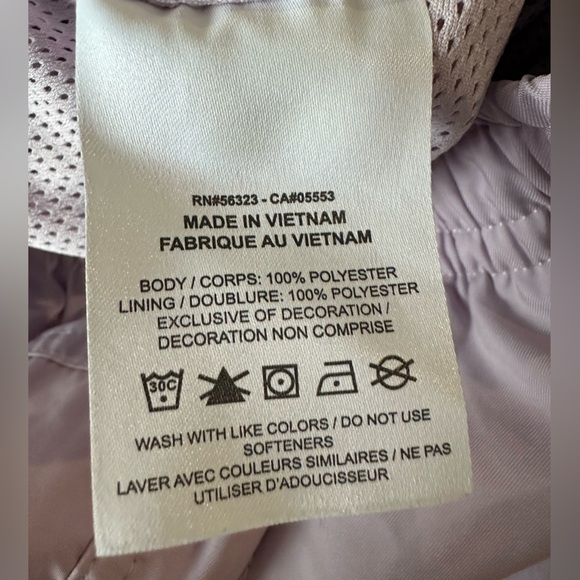 RN#56323 - CA#05553
MADE IN VIETNAM
FABRIQUE AU VIETNAM
BODY / CORPS: 100% POLYESTER
LINING / DOUBLURE: 100% POLYESTER
EXCLUSIVE OF DECORATION /
DECORATION NON COMPRISE
30C
WASH WITH LIKE COLORS / DO NOT USE
SOFTENERS
LAVER AVEC COULEURS SIMILAIRES / NE PAS
UTILISER D'ADOUCISSEUR